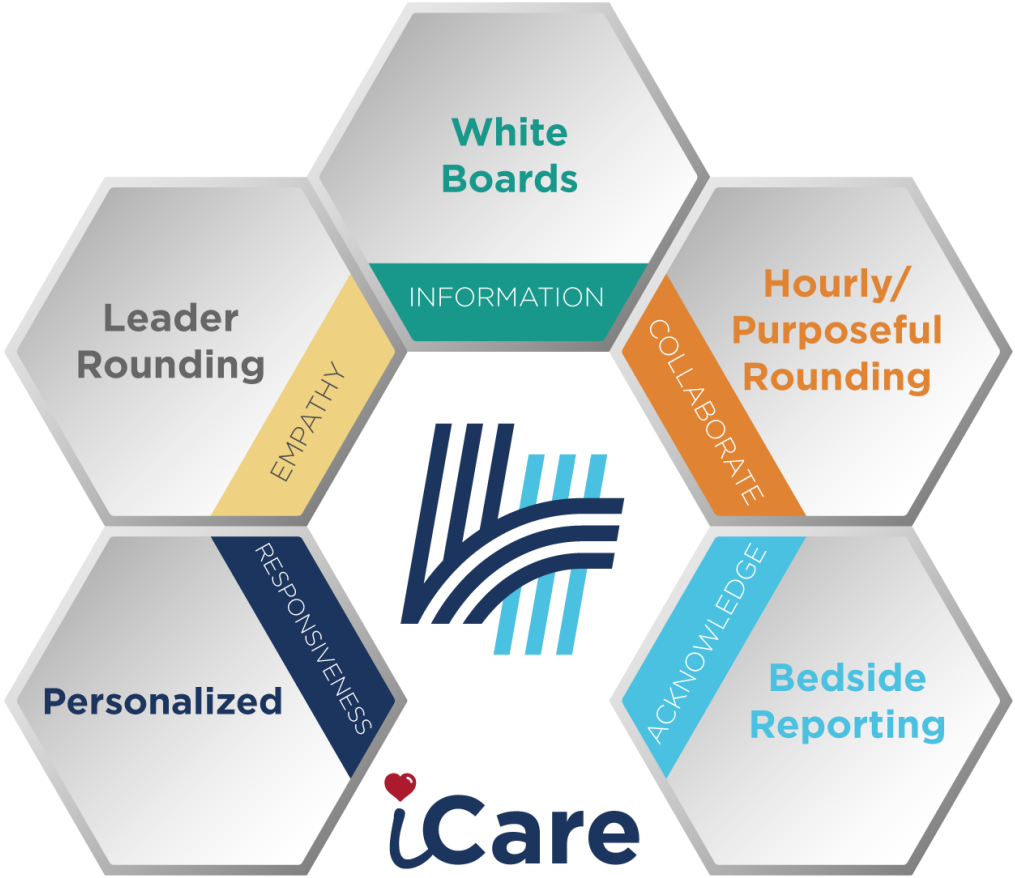 White
Boards
INFORMATION
Leader
Rounding
EMPATHY
Hourly/
Purposeful
Rounding
COLLABORATE
Personalized
RESPONSIVENESS
Bedside
Reporting
ACKNOWLEDGE
iCare